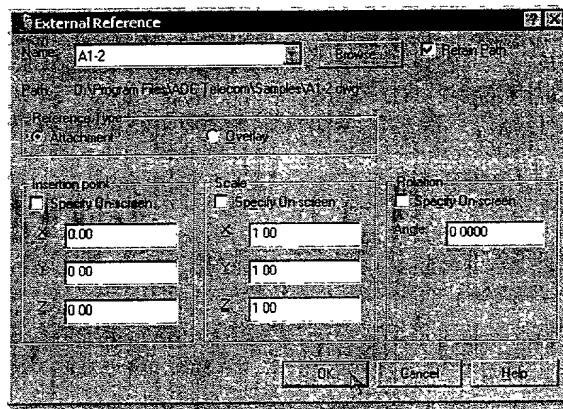 External Reference
Name: A1-2 Browse... Retain Path
Path: D:\Program Files\ADE Telecom\Samples\A1-2.dwg
Reference Type
Attachment Overlay
Insertion point Scale Rotation
Specify On-screen Specify On-screen Specify On-screen
X: 0.00 X: 1.00 Angle: 0.0000
Y: 0.00 Y: 1.00
Z: 0.00 Z: 1.00
OK Cancel Help